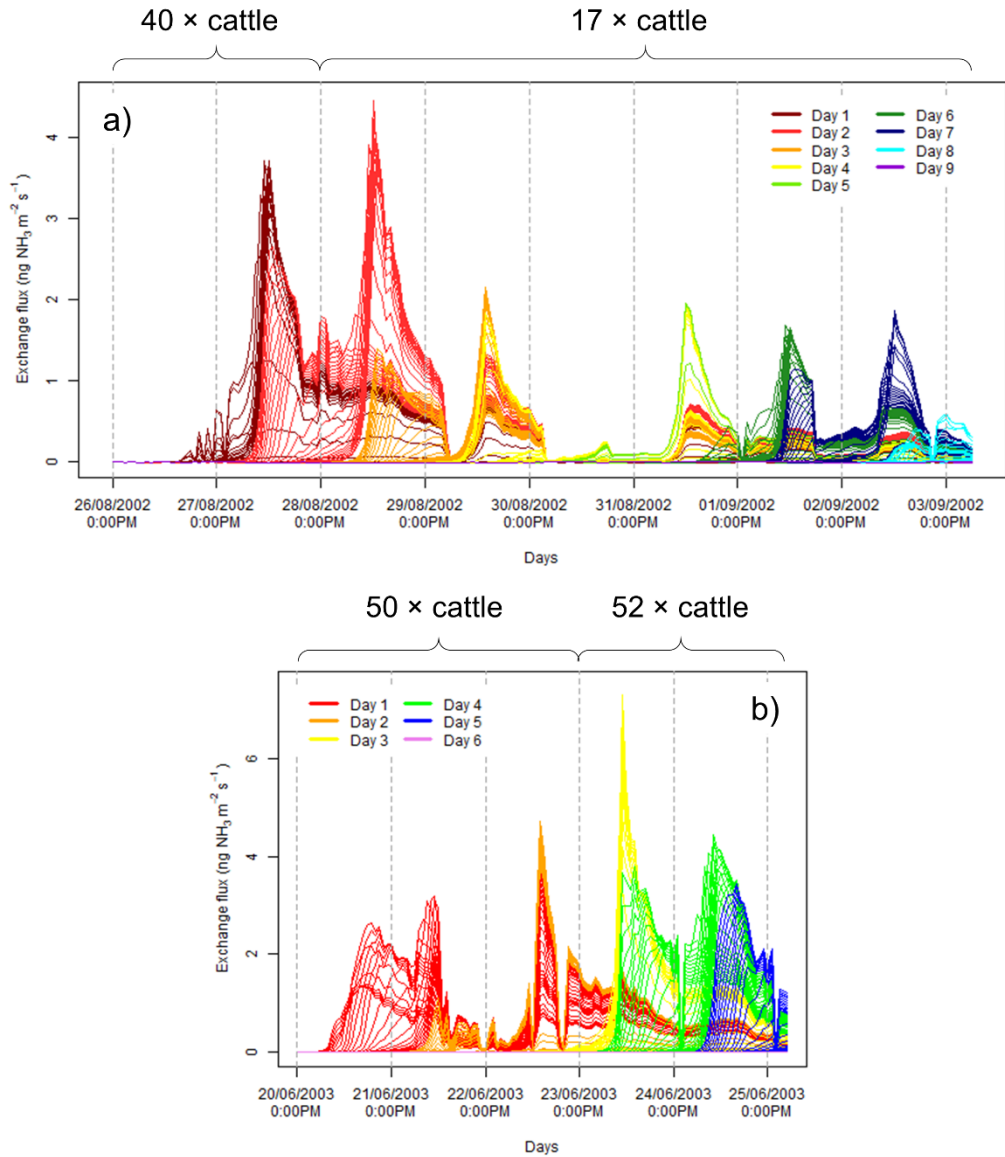 40 × cattle
17 × cattle
a)
Exchange flux (ng NH₃ m⁻² s⁻¹)
4
3
2
1
0
Day 1
Day 2
Day 3
Day 4
Day 5
Day 6
Day 7
Day 8
Day 9
26/08/2002
0:00PM
27/08/2002
0:00PM
28/08/2002
0:00PM
29/08/2002
0:00PM
30/08/2002
0:00PM
31/08/2002
0:00PM
01/09/2002
0:00PM
02/09/2002
0:00PM
03/09/2002
0:00PM
Days
50 × cattle
52 × cattle
b)
Exchange flux (ng NH₃ m⁻² s⁻¹)
6
4
2
0
Day 1
Day 2
Day 3
Day 4
Day 5
Day 6
20/06/2003
0:00PM
21/06/2003
0:00PM
22/06/2003
0:00PM
23/06/2003
0:00PM
24/06/2003
0:00PM
25/06/2003
0:00PM
Days